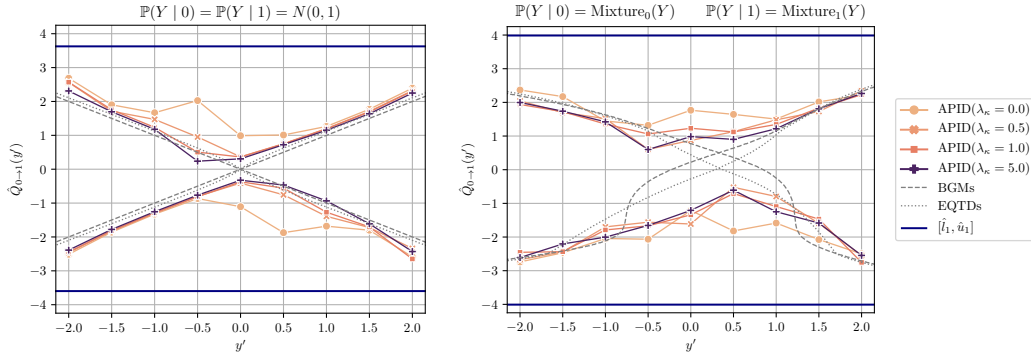 ℙ(Y | 0) = ℙ(Y | 1) = N(0, 1)
4
3
2
1
0
−1
−2
−3
−4
Q̂₀→₁(y′)
−2.0 −1.5 −1.0 −0.5 0.0 0.5 1.0 1.5 2.0
y′
ℙ(Y | 0) = Mixture₀(Y) ℙ(Y | 1) = Mixture₁(Y)
4
3
2
1
0
−1
−2
−3
−4
Q̂₀→₁(y′)
−2.0 −1.5 −1.0 −0.5 0.0 0.5 1.0 1.5 2.0
y′
APID(λκ = 0.0)
APID(λκ = 0.5)
APID(λκ = 1.0)
APID(λκ = 5.0)
BGMs
EQTDs
[l̂₁, û₁]